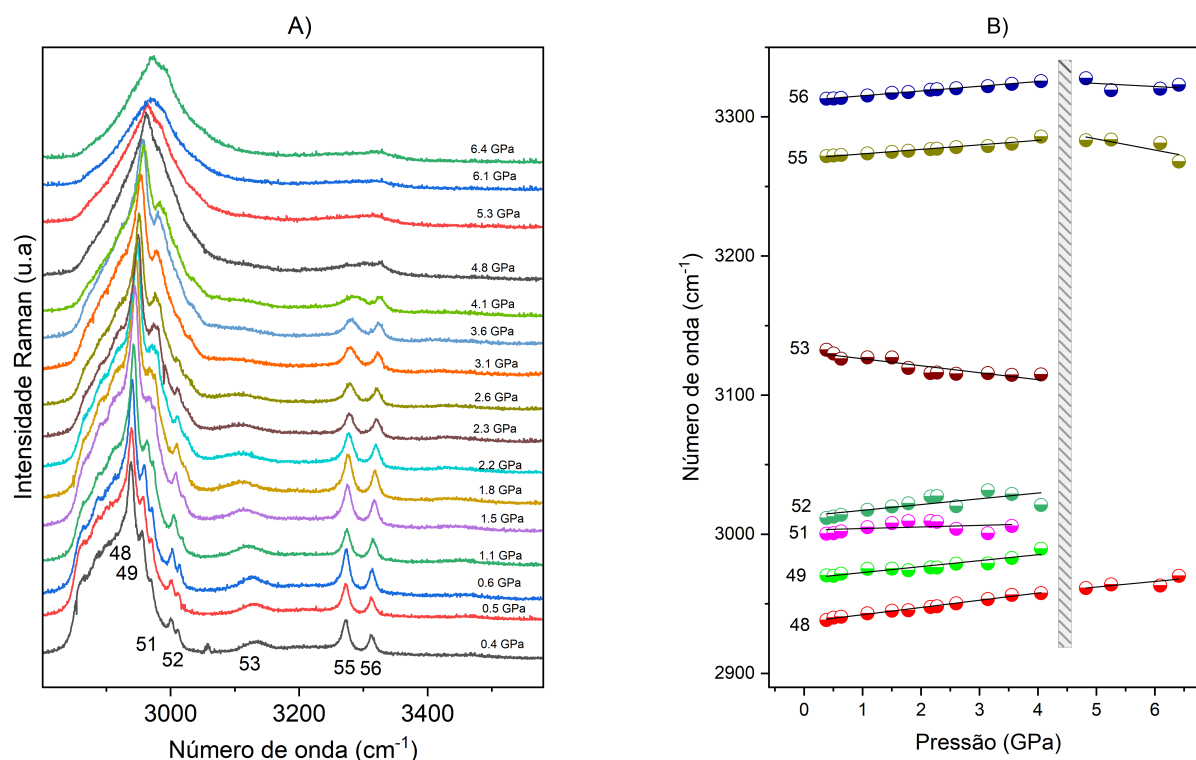 A)
Intensidade Raman (u.a)
6.4 GPa
6.1 GPa
5.3 GPa
4.8 GPa
4.1 GPa
3.6 GPa
3.1 GPa
2.6 GPa
2.3 GPa
2.2 GPa
1.8 GPa
1.5 GPa
1.1 GPa
0.6 GPa
0.5 GPa
0.4 GPa
48
49
51
52
53
55
56
3000
3200
3400
Número de onda (cm⁻¹)
B)
Número de onda (cm⁻¹)
3300
3200
3100
3000
2900
56
55
53
52
51
49
48
0
1
2
3
4
5
6
Pressão (GPa)